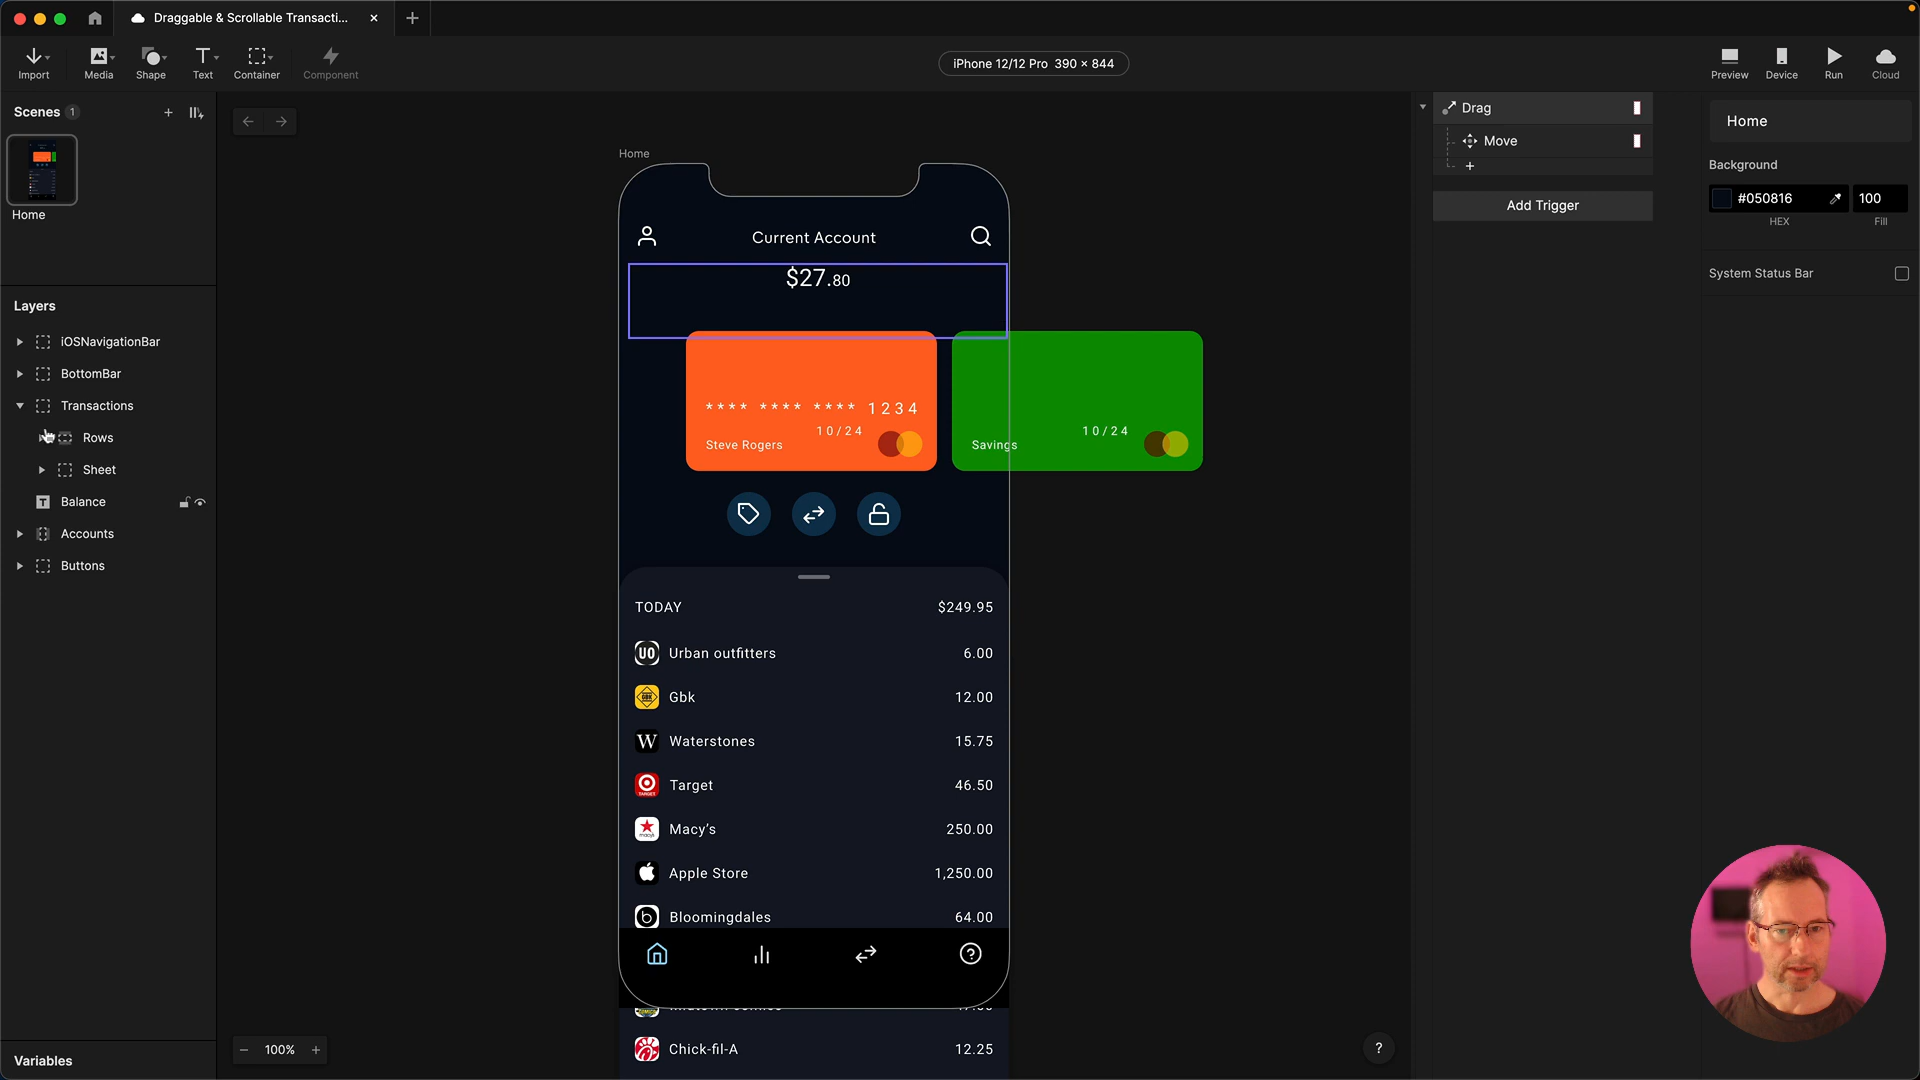 Draggable & Scrollable Transacti...
Import
Media
Shape
Text
Container
Component
iPhone 12/12 Pro 390 × 844
Preview
Device
Run
Cloud
Scenes 1
Home
Layers
iOSNavigationBar
BottomBar
Transactions
Rows
Sheet
Balance
Accounts
Buttons
Variables
Home
Current Account
$27.80
**** **** **** 1234
10/24
Steve Rogers
10/24
Savings
TODAY $249.95
UO Urban outfitters 6.00
GBK Gbk 12.00
W Waterstones 15.75
TARGET Target 46.50
Macy's 250.00
Apple Store 1,250.00
b Bloomingdales 64.00
Chick-fil-A 12.25
100%
?
Drag
Move
Add Trigger
Home
Background
#050816 100
HEX Fill
System Status Bar